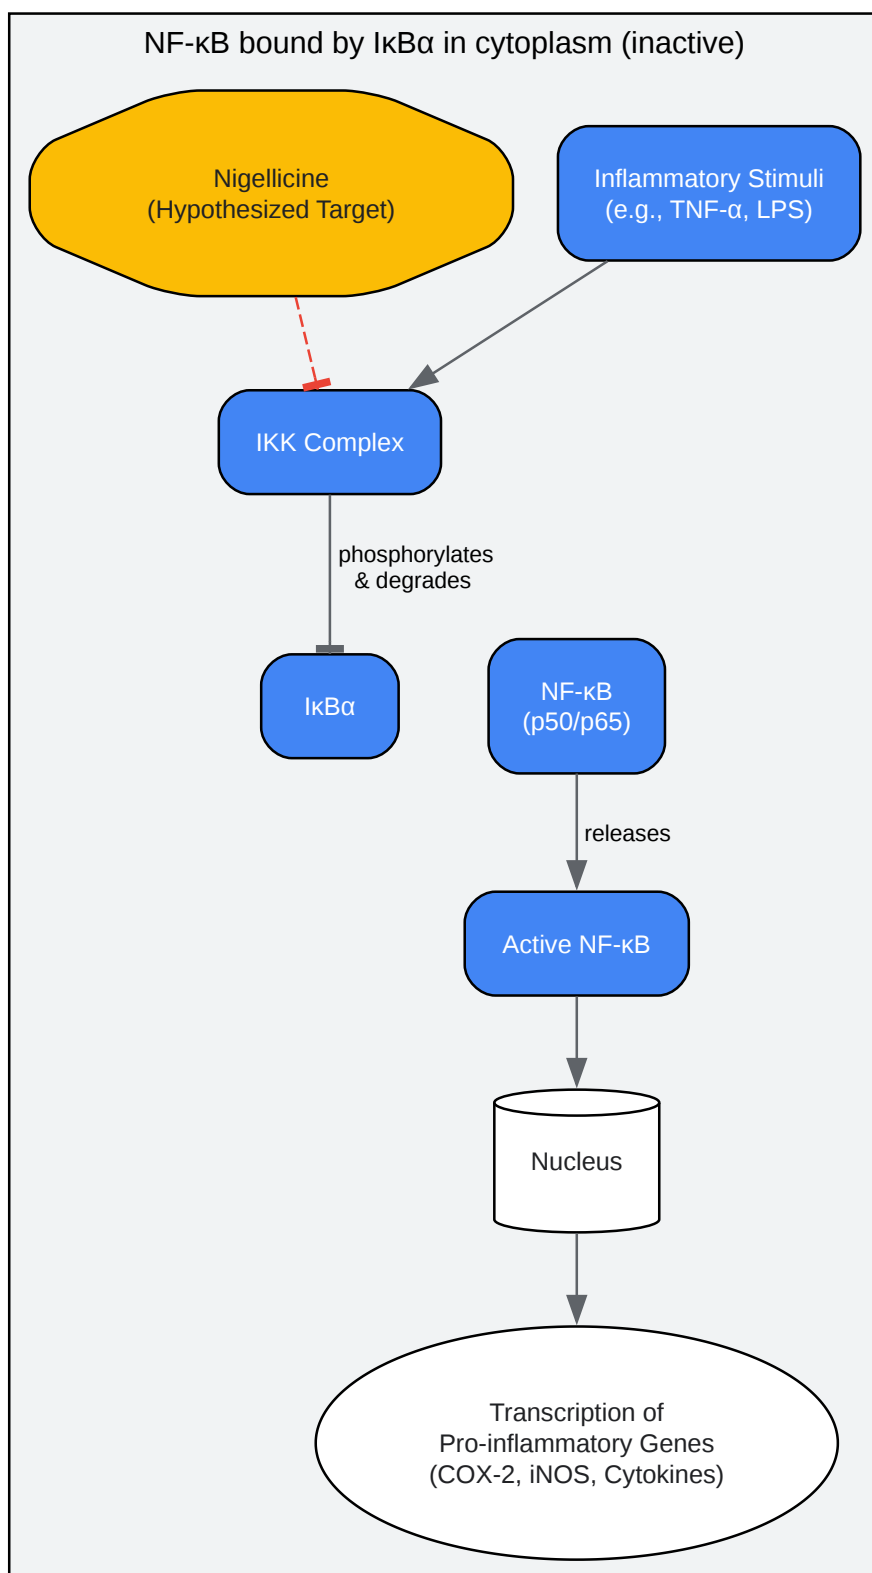 NF-κB bound by IκBα in cytoplasm (inactive)
Nigellicine
(Hypothesized Target)
Inflammatory Stimuli
(e.g., TNF-α, LPS)
IKK Complex
phosphorylates
& degrades
IκBα
NF-κB
(p50/p65)
releases
Active NF-κB
Nucleus
Transcription of
Pro-inflammatory Genes
(COX-2, iNOS, Cytokines)